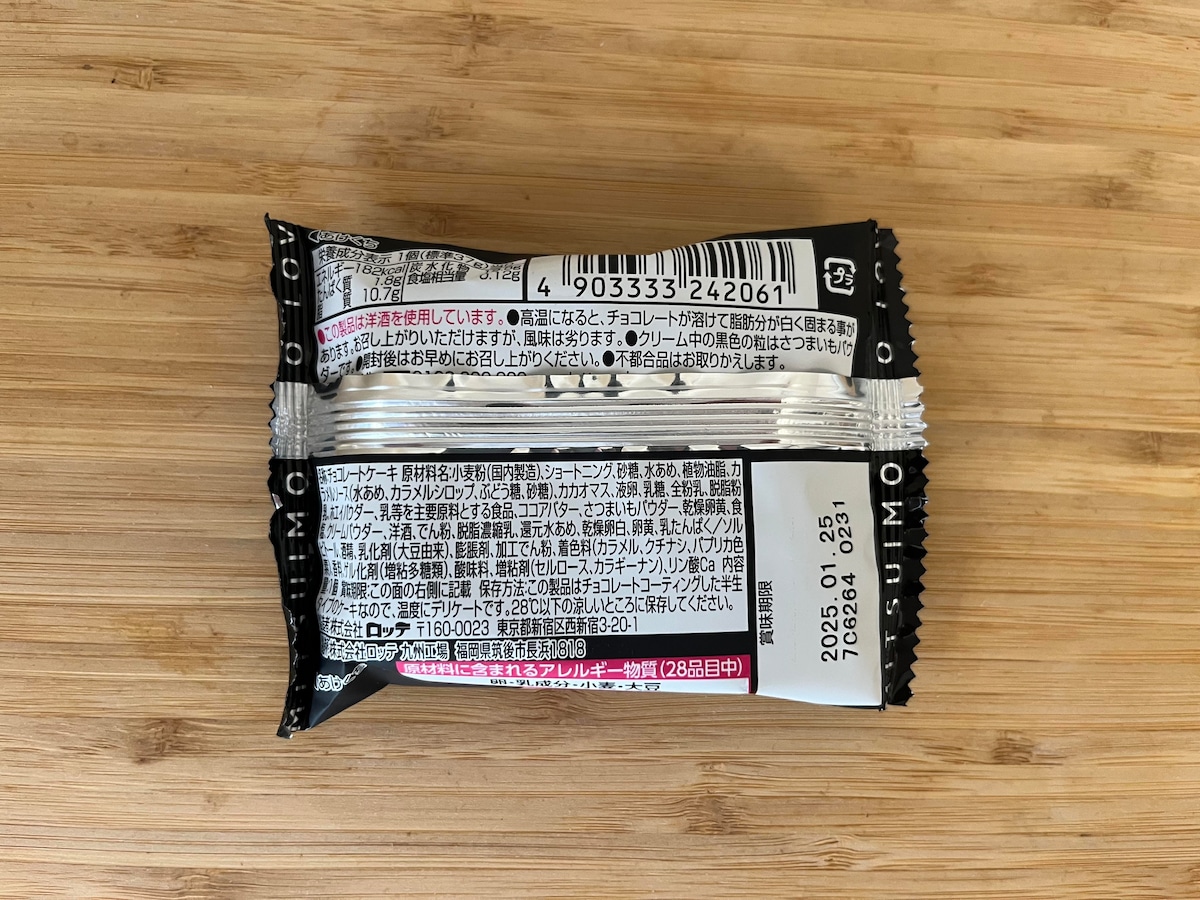 あけくち
栄養成分表示 1個(標準37g)
エネルギー 182kcal 炭水化物
たんぱく質 1.8g 食塩相当量 0.12g
脂質 10.7g
4 903333 242061
プラ
●この製品は洋酒を使用しています。●高温になると、チョコレートが溶けて脂肪分が白く固まる事が
あります。お召し上がりいただけますが、風味は劣ります。●クリーム中の黒色の粒はさつまいもパウ
ダーです。●開封後はお早めにお召し上がりください。●不都合品はお取りかえします。
名称:チョコレートケーキ 原材料名:小麦粉(国内製造)、ショートニング、砂糖、水あめ、植物油脂、カ
ラメルソース(水あめ、カラメルシロップ、ぶどう糖、砂糖)、カカオマス、液卵、乳糖、全粉乳、脱脂粉
乳、ホエイパウダー、乳等を主要原料とする食品、ココアバター、さつまいもパウダー、乾燥卵黄、食
塩、クリームパウダー、洋酒、でん粉、脱脂濃縮乳、還元水あめ、乾燥卵白、卵黄、乳たんぱく/ソル
ビトール、酒精、乳化剤(大豆由来)、膨脹剤、加工でん粉、着色料(カラメル、クチナシ、パプリカ色
素)、香料、ゲル化剤(増粘多糖類)、酸味料、増粘剤(セルロース、カラギーナン)、リン酸Ca 内容
量:1個 賞味期限:この面の右側に記載 保存方法:この製品はチョコレートコーティングした半生
タイプのケーキなので、温度にデリケートです。28℃以下の涼しいところに保存してください。
株式会社 ロッテ 〒160-0023 東京都新宿区西新宿3-20-1
株式会社ロッテ 九州工場 福岡県筑後市長浜1818
原材料に含まれるアレルギー物質(28品目中)
卵・乳成分・小麦・大豆
賞味期限
2025. 01. 25
7C6264 0231
あけくち